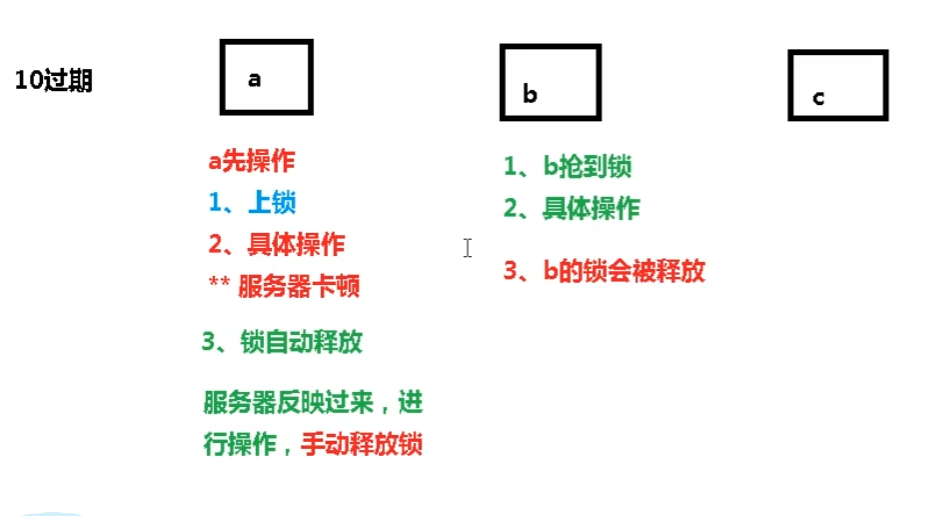 10过期
a
b
c
a先操作
1、上锁
2、具体操作
** 服务器卡顿
3、锁自动释放
服务器反映过来，进
行操作，手动释放锁
1、b抢到锁
2、具体操作
3、b的锁会被释放